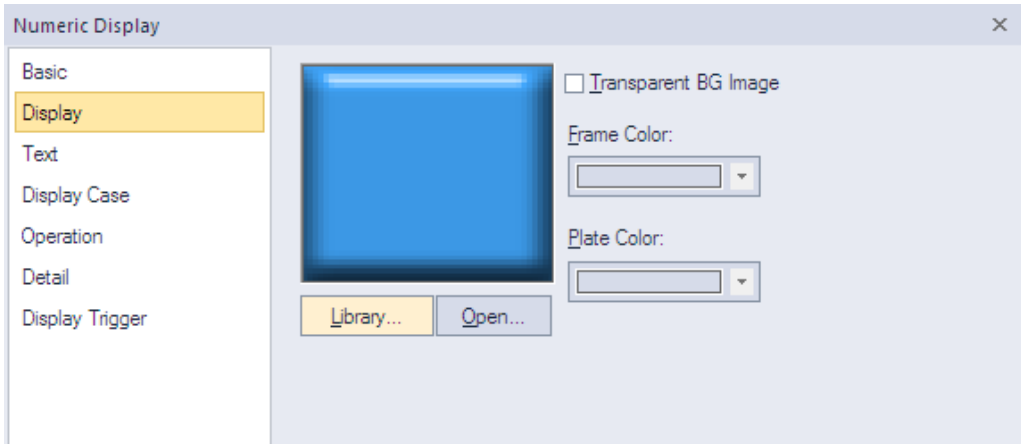 Numeric Display
Basic
Display
Text
Display Case
Operation
Detail
Display Trigger
Transparent BG Image
Frame Color:
Plate Color:
Library...
Open...